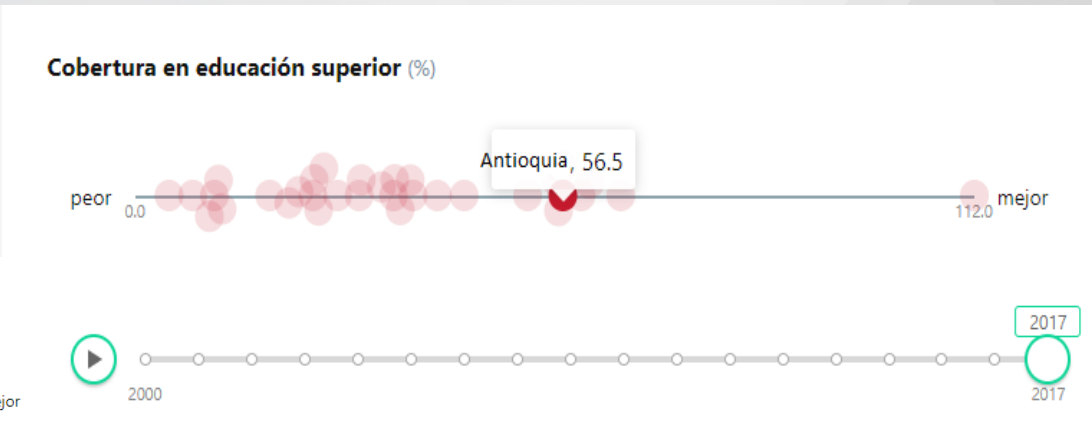 Cobertura en educación superior (%)
Antioquia, 56.5
peor
0.0
112.0
mejor
2017
2000
2017
ejor